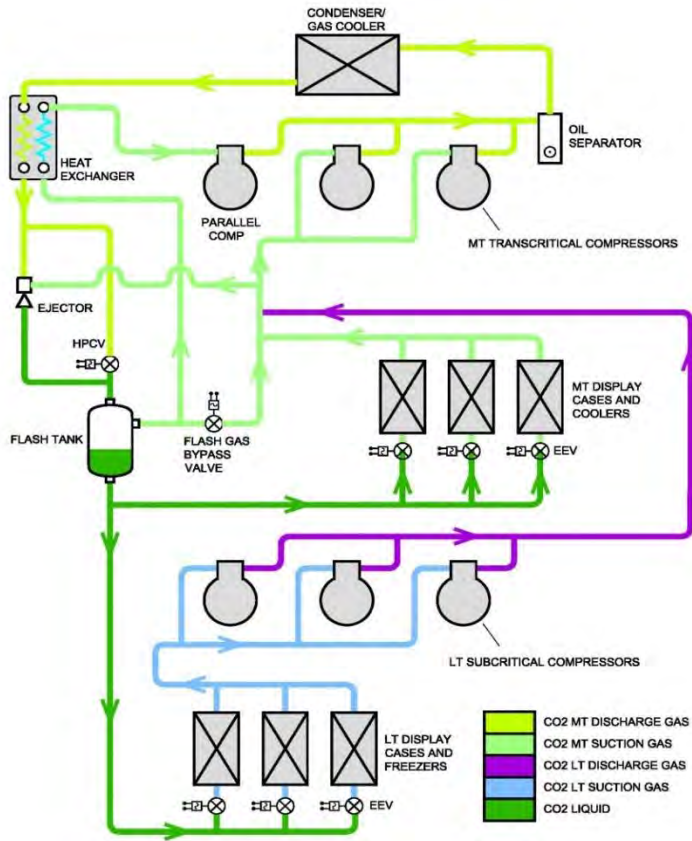 CONDENSER/
GAS COOLER
OIL
SEPARATOR
HEAT
EXCHANGER
PARALLEL
COMP
MT TRANSCRITICAL COMPRESSORS
EJECTOR
HPCV
FLASH TANK
FLASH GAS
BYPASS
VALVE
MT DISPLAY
CASES AND
COOLERS
EEV
LT SUBCRITICAL COMPRESSORS
LT DISPLAY
CASES AND
FREEZERS
EEV
CO2 MT DISCHARGE GAS
CO2 MT SUCTION GAS
CO2 LT DISCHARGE GAS
CO2 LT SUCTION GAS
CO2 LIQUID